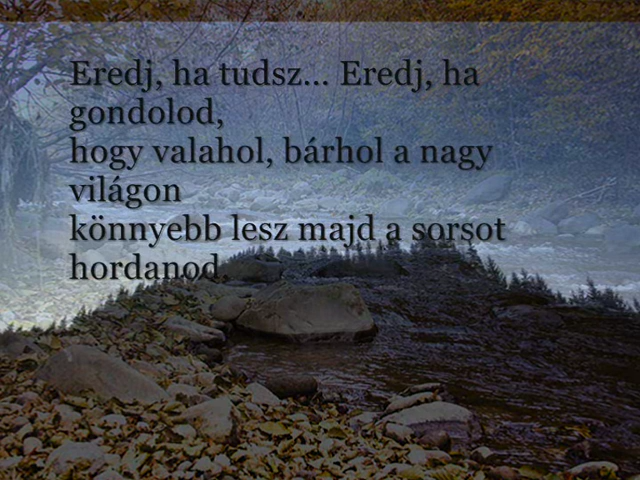 Eredj, ha tudsz... Eredj, ha
gondolod,
hogy valahol, bárhol a nagy
világon
könnyebb lesz majd a sorsot
hordanod,